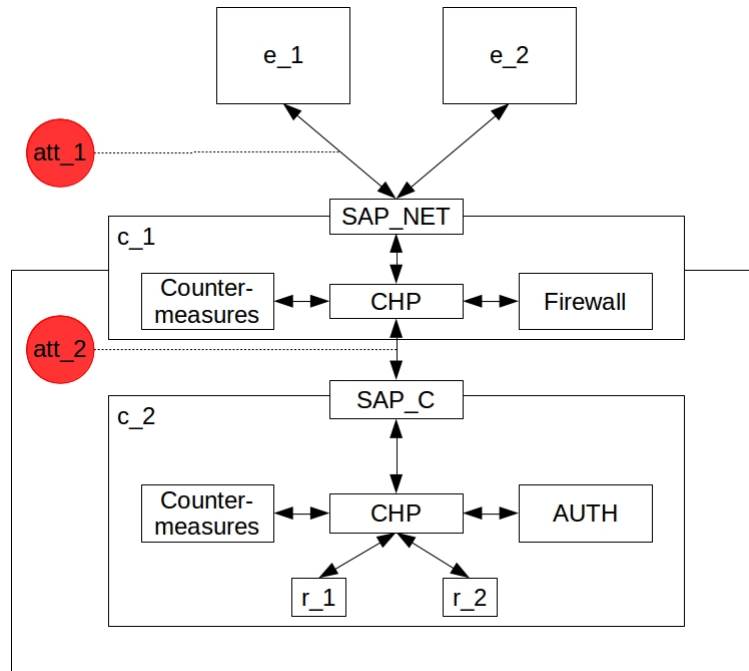 e_1
e_2
att_1
SAP_NET
c_1
Counter-
measures
CHP
Firewall
att_2
SAP_C
c_2
Counter-
measures
CHP
AUTH
r_1
r_2